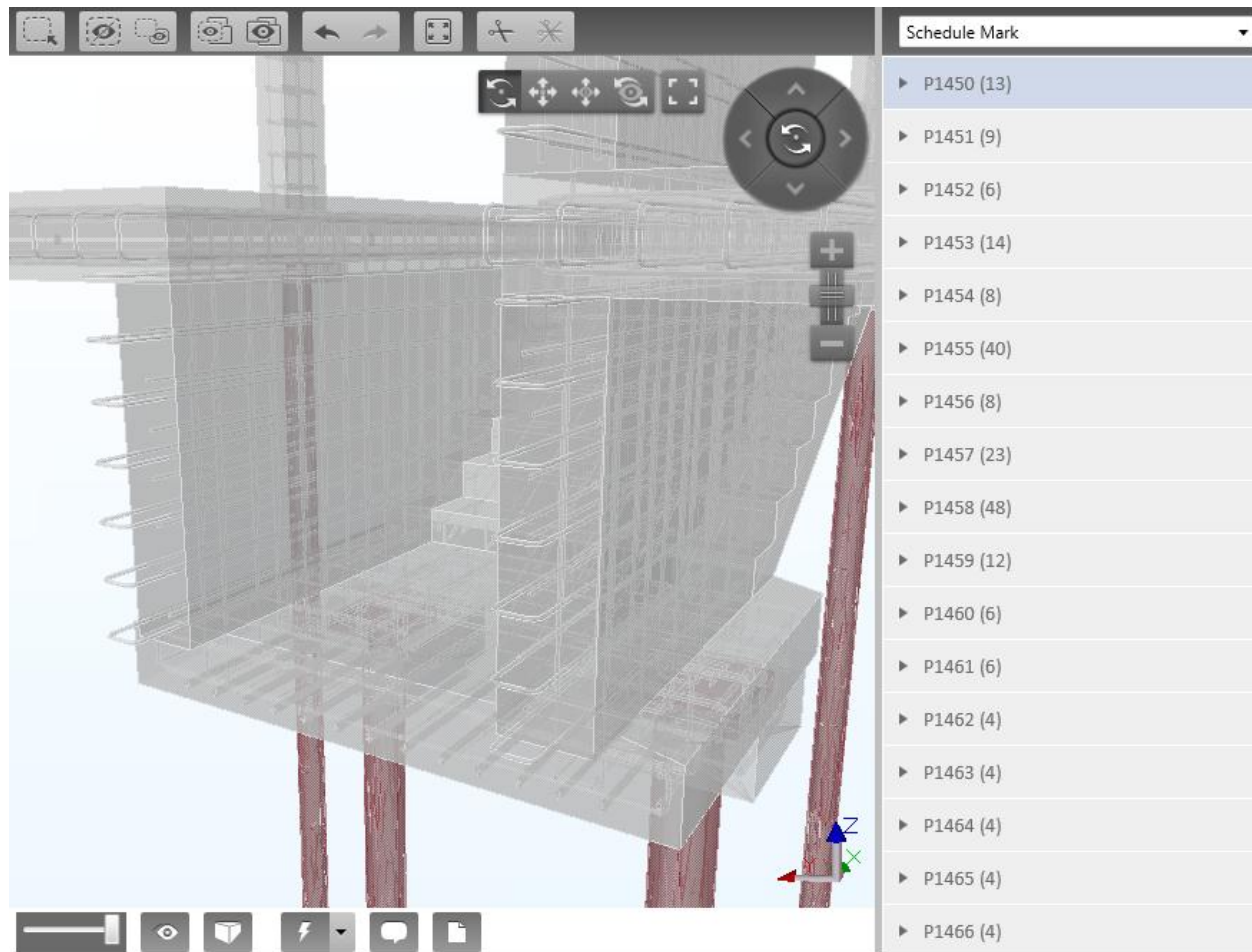 Schedule Mark
P1450 (13)
P1451 (9)
P1452 (6)
P1453 (14)
P1454 (8)
P1455 (40)
P1456 (8)
P1457 (23)
P1458 (48)
P1459 (12)
P1460 (6)
P1461 (6)
P1462 (4)
P1463 (4)
P1464 (4)
Z
Y
X
P1465 (4)
P1466 (4)